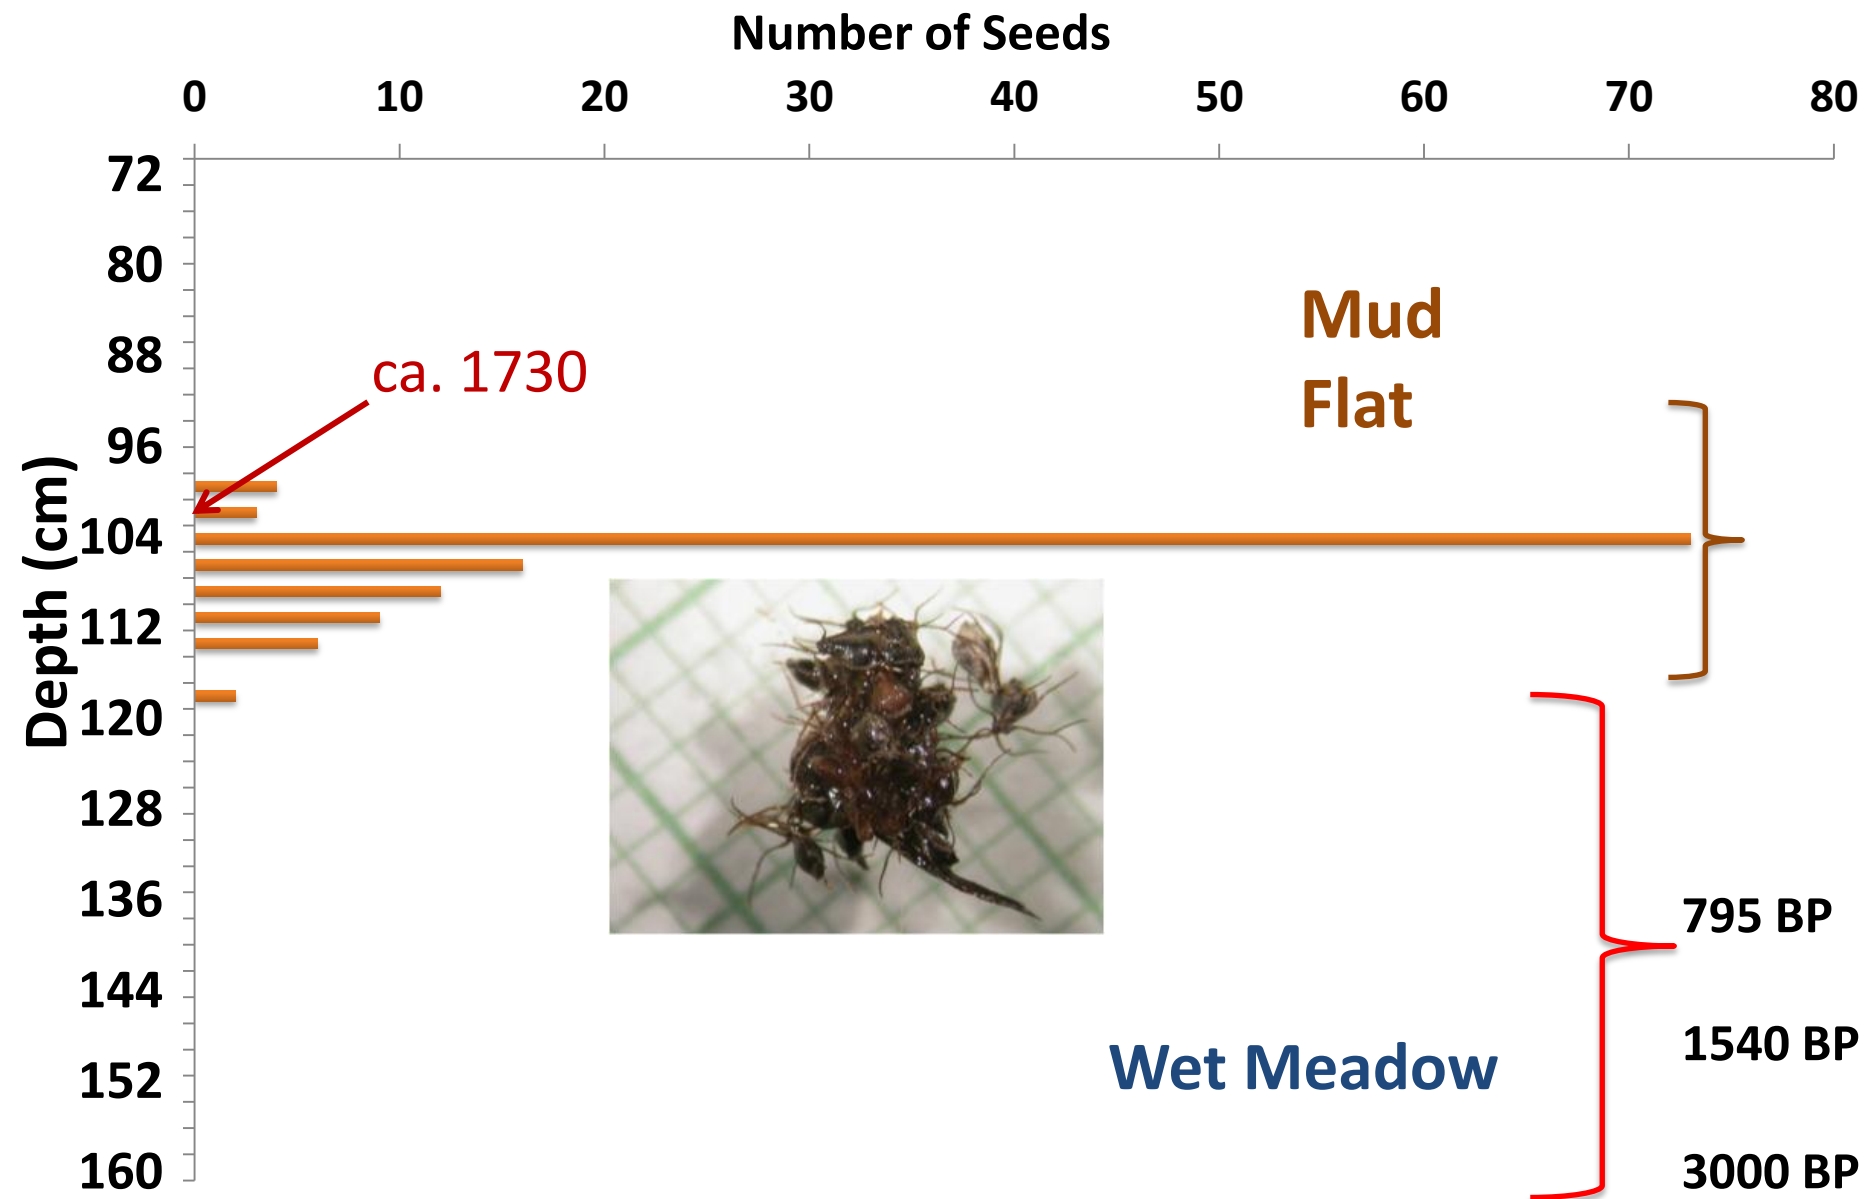 Number of Seeds
0 10 20 30 40 50 60 70 80
Depth (cm)
72
80
88
96
104
112
120
128
136
144
152
160
ca. 1730
Mud
Flat
Wet Meadow
795 BP
1540 BP
3000 BP